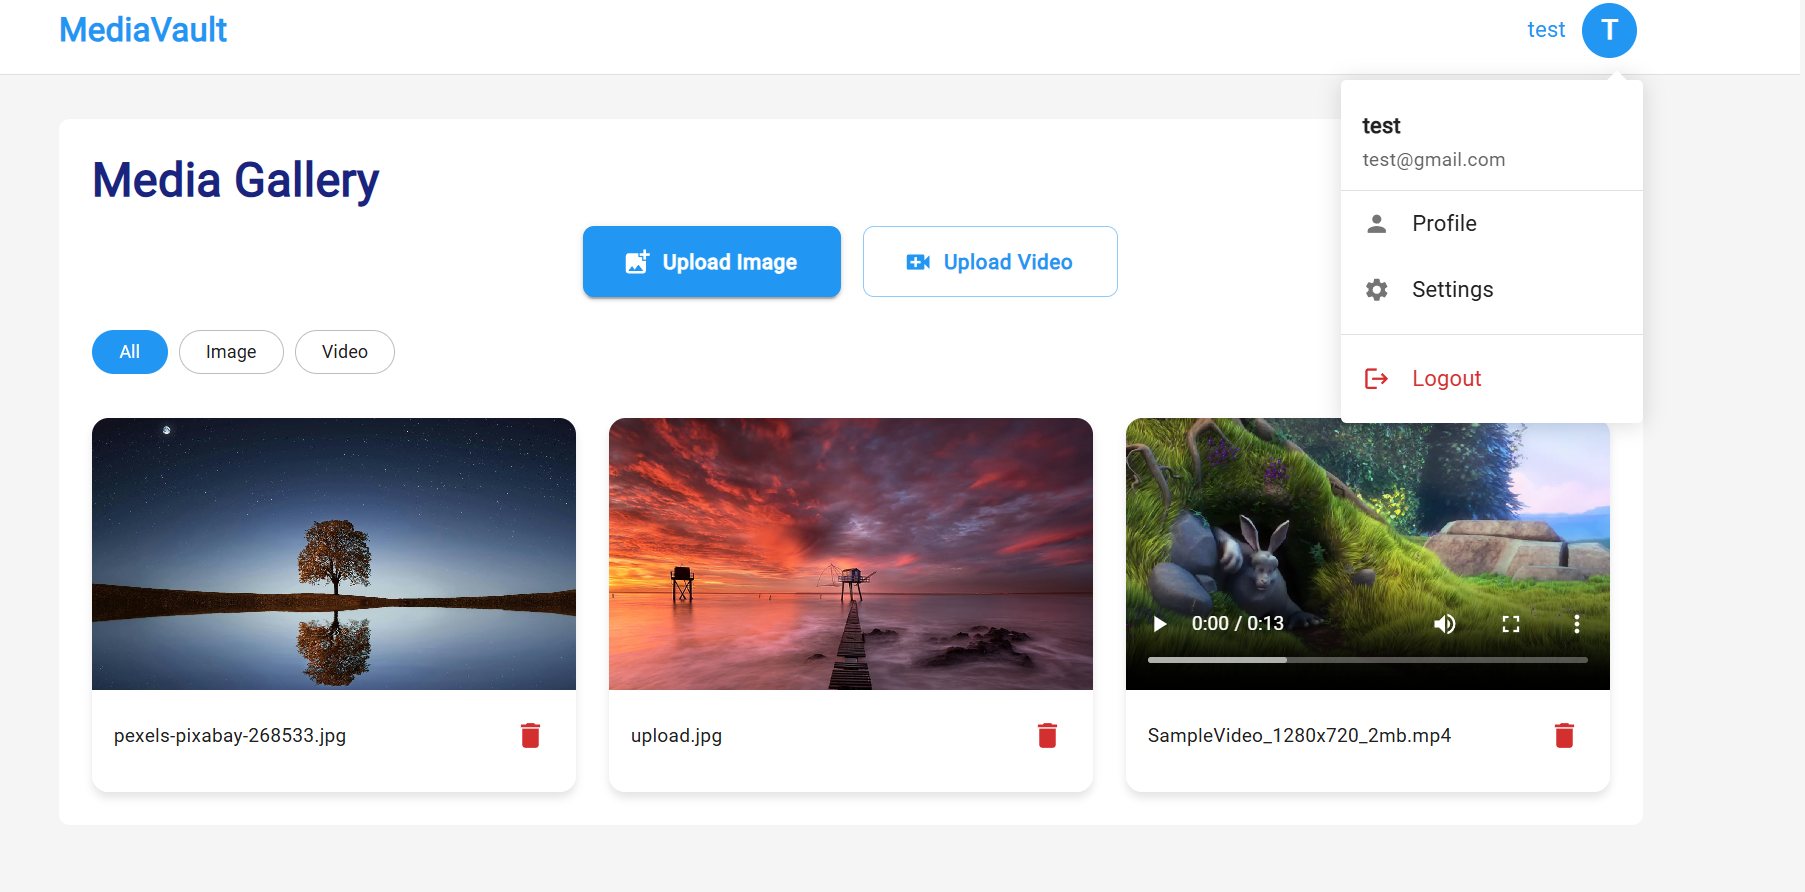 MediaVault
test
T
test
test@gmail.com
Profile
Settings
Logout
Media Gallery
Upload Image
Upload Video
All
Image
Video
0:00 / 0:13
pexels-pixabay-268533.jpg
upload.jpg
SampleVideo_1280x720_2mb.mp4